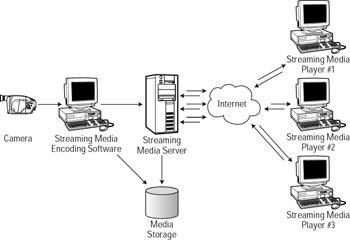 Streaming Media
Player #1
Internet
Camera
Streaming Media
Encoding Software
Streaming
Media Server
Streaming Media
Player #2
Media
Storage
Streaming Media
Player #3